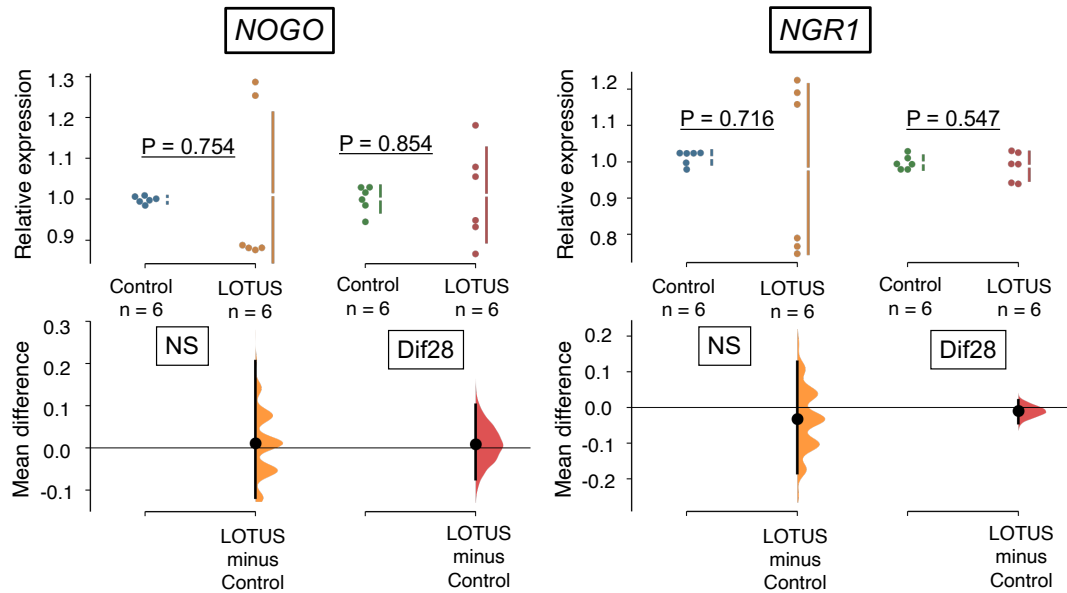 NOGO
Relative expression
1.3
1.2
1.1
1.0
0.9
P = 0.754
P = 0.854
Control
n = 6
LOTUS
n = 6
Control
n = 6
LOTUS
n = 6
Mean difference
0.3
0.2
0.1
0.0
-0.1
NS
Dif28
LOTUS
minus
Control
LOTUS
minus
Control
NGR1
Relative expression
1.2
1.1
1.0
0.9
0.8
P = 0.716
P = 0.547
Control
n = 6
LOTUS
n = 6
Control
n = 6
LOTUS
n = 6
Mean difference
0.2
0.1
0.0
-0.1
-0.2
NS
Dif28
LOTUS
minus
Control
LOTUS
minus
Control